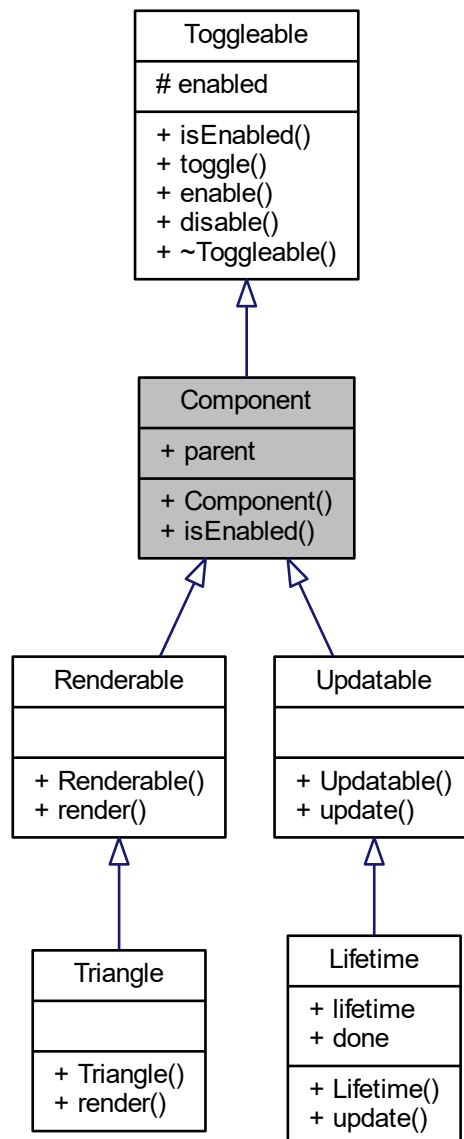 Toggleable
# enabled
+ isEnabled()
+ toggle()
+ enable()
+ disable()
+ ~Toggleable()
Component
+ parent
+ Component()
+ isEnabled()
Renderable
+ Renderable()
+ render()
Updatable
+ Updatable()
+ update()
Triangle
+ Triangle()
+ render()
Lifetime
+ lifetime
+ done
+ Lifetime()
+ update()